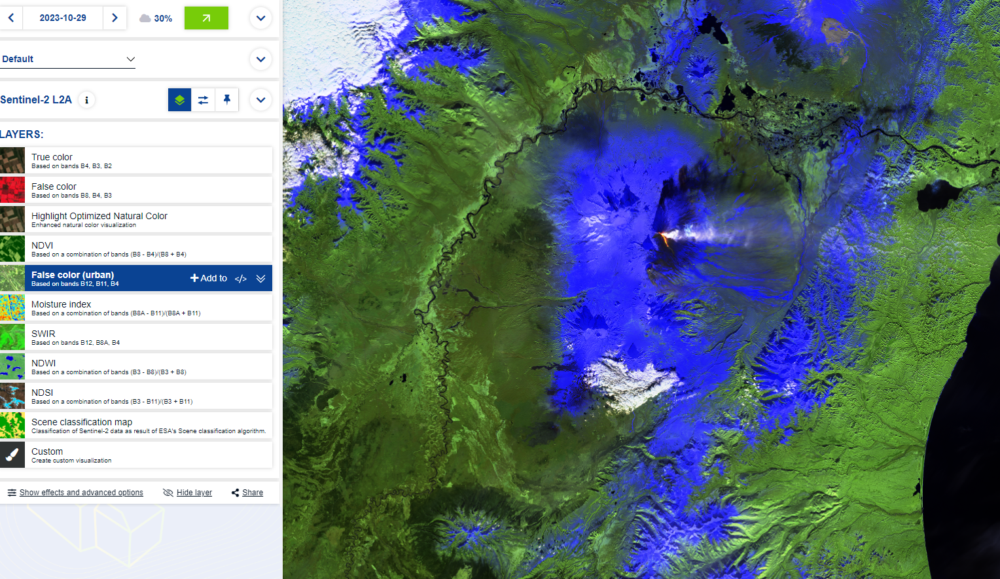 2023-10-29
30%
Default
Sentinel-2 L2A
LAYERS:
True color
Based on bands B4, B3, B2
False color
Based on bands B8, B4, B3
Highlight Optimized Natural Color
Enhanced natural color visualization
NDVI
Based on a combination of bands (B8 - B4)/(B8 + B4)
False color (urban)
Based on bands B12, B11, B4
Add to
</>
Moisture index
Based on a combination of bands (B8A - B11)/(B8A + B11)
SWIR
Based on bands B12, B8A, B4
NDWI
Based on a combination of bands (B3 - B8)/(B3 + B8)
NDSI
Based on a combination of bands (B3 - B11)/(B3 + B11)
Scene classification map
Classification of Sentinel-2 data as result of ESA's Scene classification algorithm.
Custom
Create custom visualization
Show effects and advanced options
Hide layer
Share